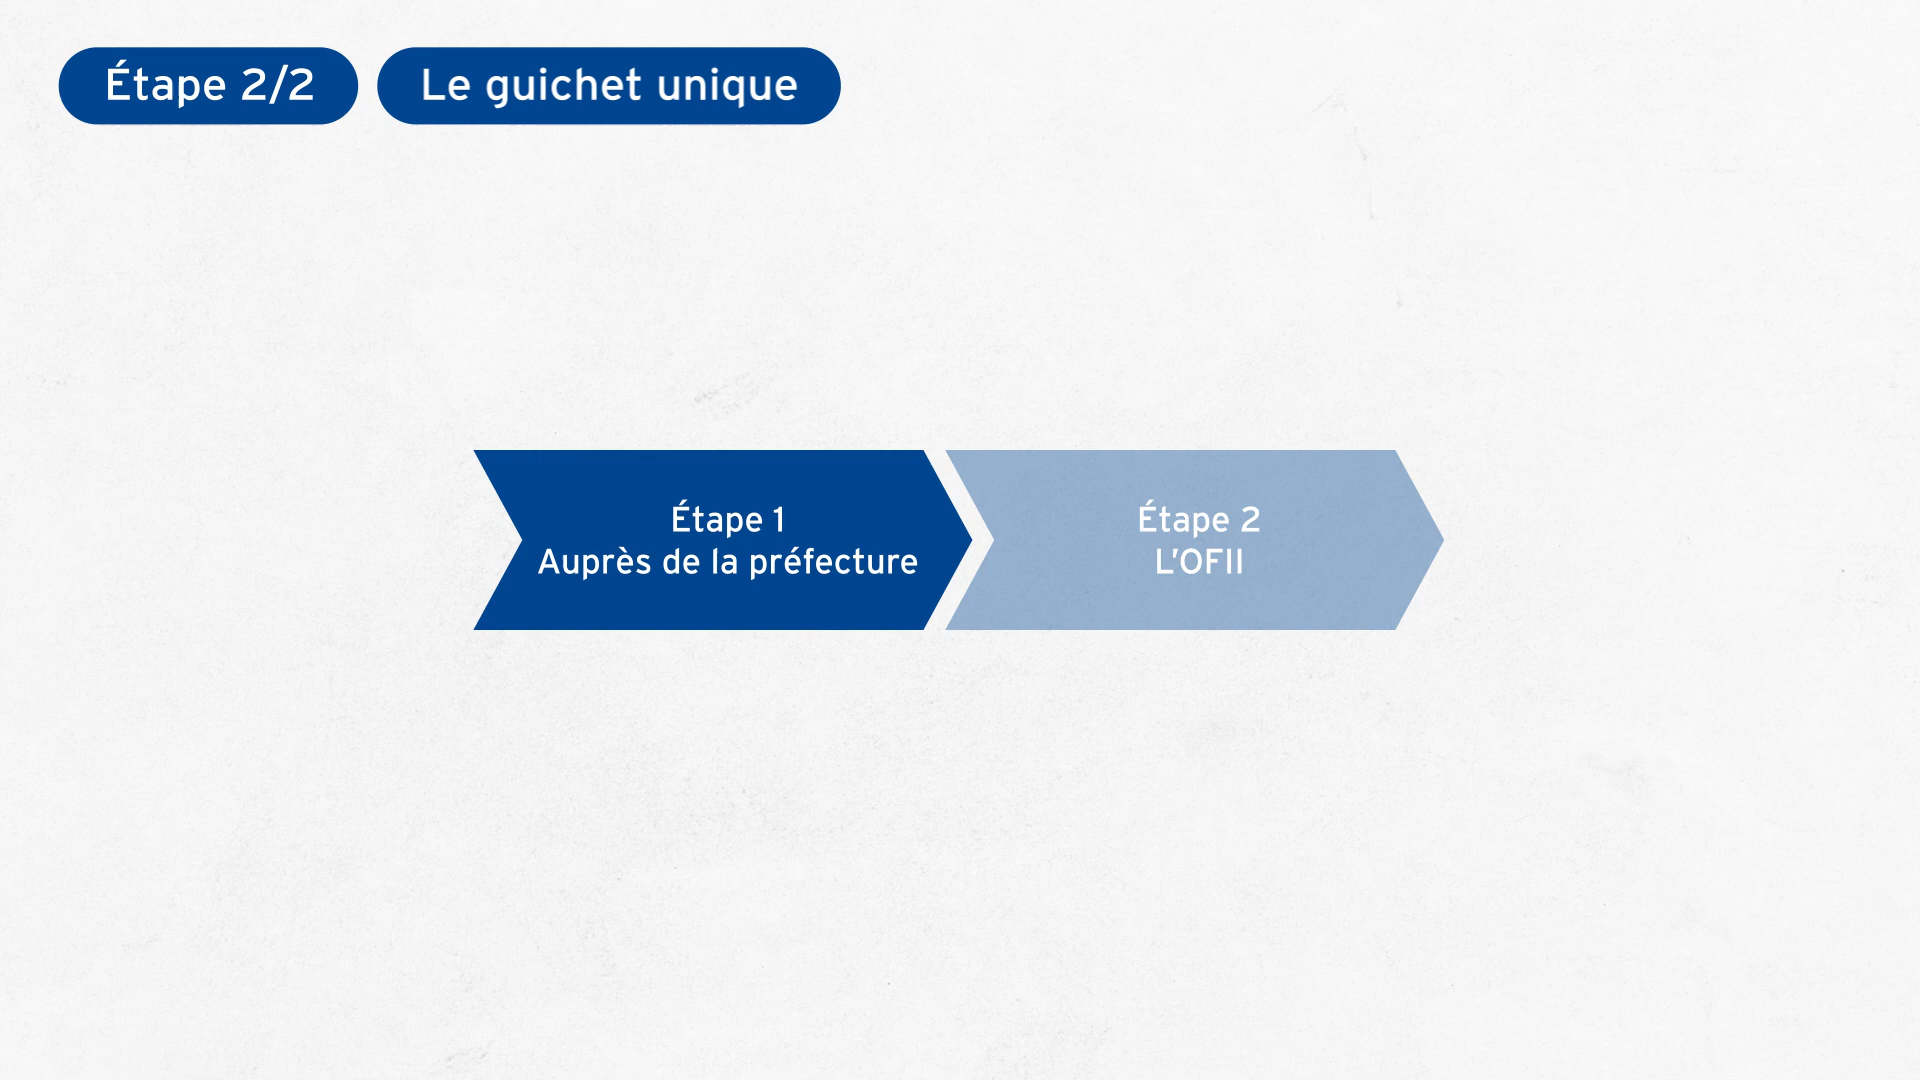 Étape 2/2
Le guichet unique
Étape 1
Auprès de la préfecture
Étape 2
L'OFII